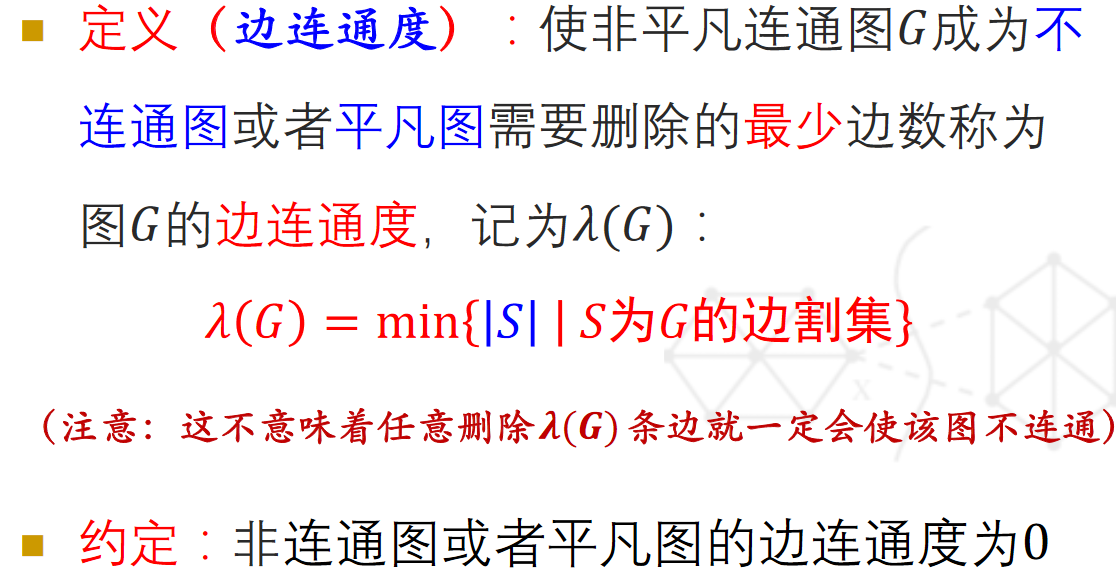 定义（边连通度）：使非平凡连通图G成为不
连通图或者平凡图需要删除的最少边数称为
图G的边连通度，记为λ(G)：
λ(G) = min{|S| | S为G的边割集}
（注意：这不意味着任意删除λ(G)条边就一定会使该图不连通）
x
约定：非连通图或者平凡图的边连通度为0